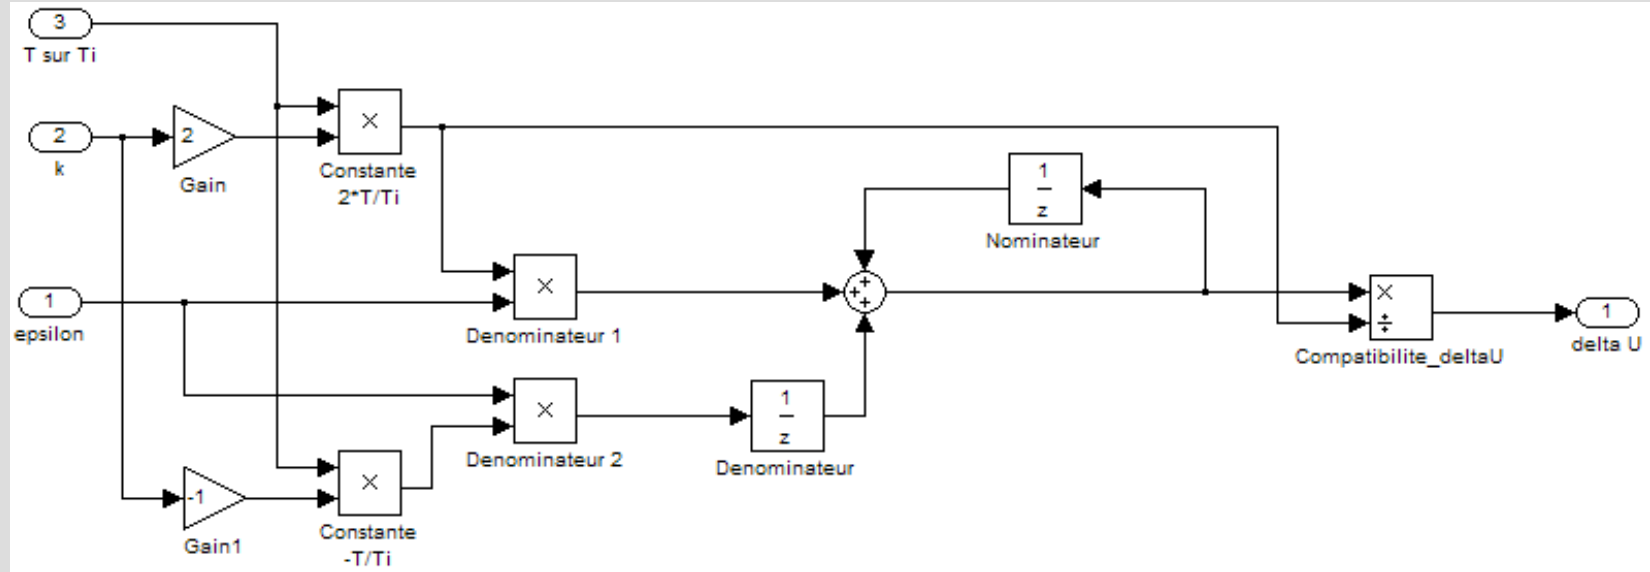 3
T sur Ti
2
k
2
Gain
×
Constante
2*T/Ti
1
z
Nominateur
1
epsilon
×
Denominateur 1
+
+
+
×
÷
Compatibilite_deltaU
1
delta U
×
Denominateur 2
1
z
Denominateur
-1
Gain1
×
Constante
-T/Ti